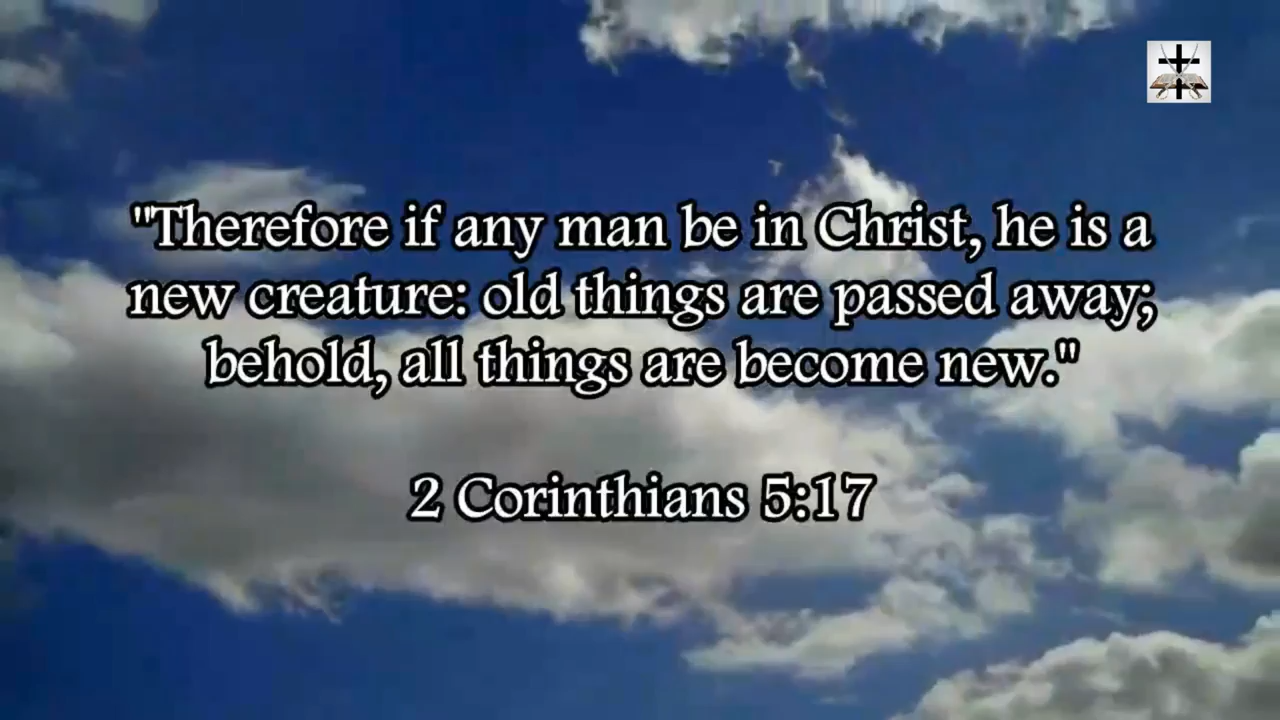 "Therefore if any man be in Christ, he is a
new creature: old things are passed away;
behold, all things are become new."
2 Corinthians 5:17